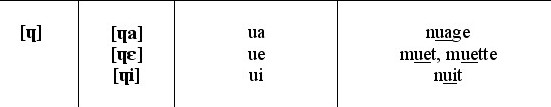 [ɥ] [ɥa] ua nuage
[ɥɛ] ue muet, muette
[ɥi] ui nuit